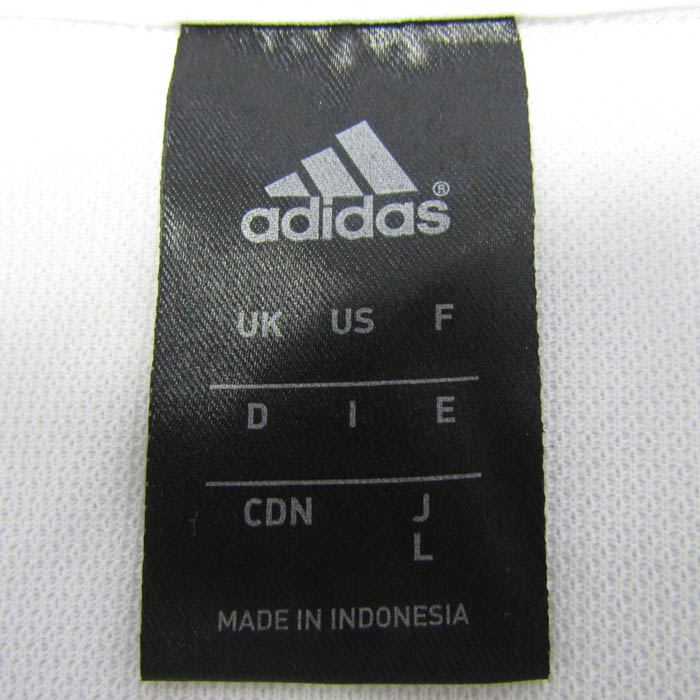 adidas®
UK US F
D I E
CDN J
L
MADE IN INDONESIA